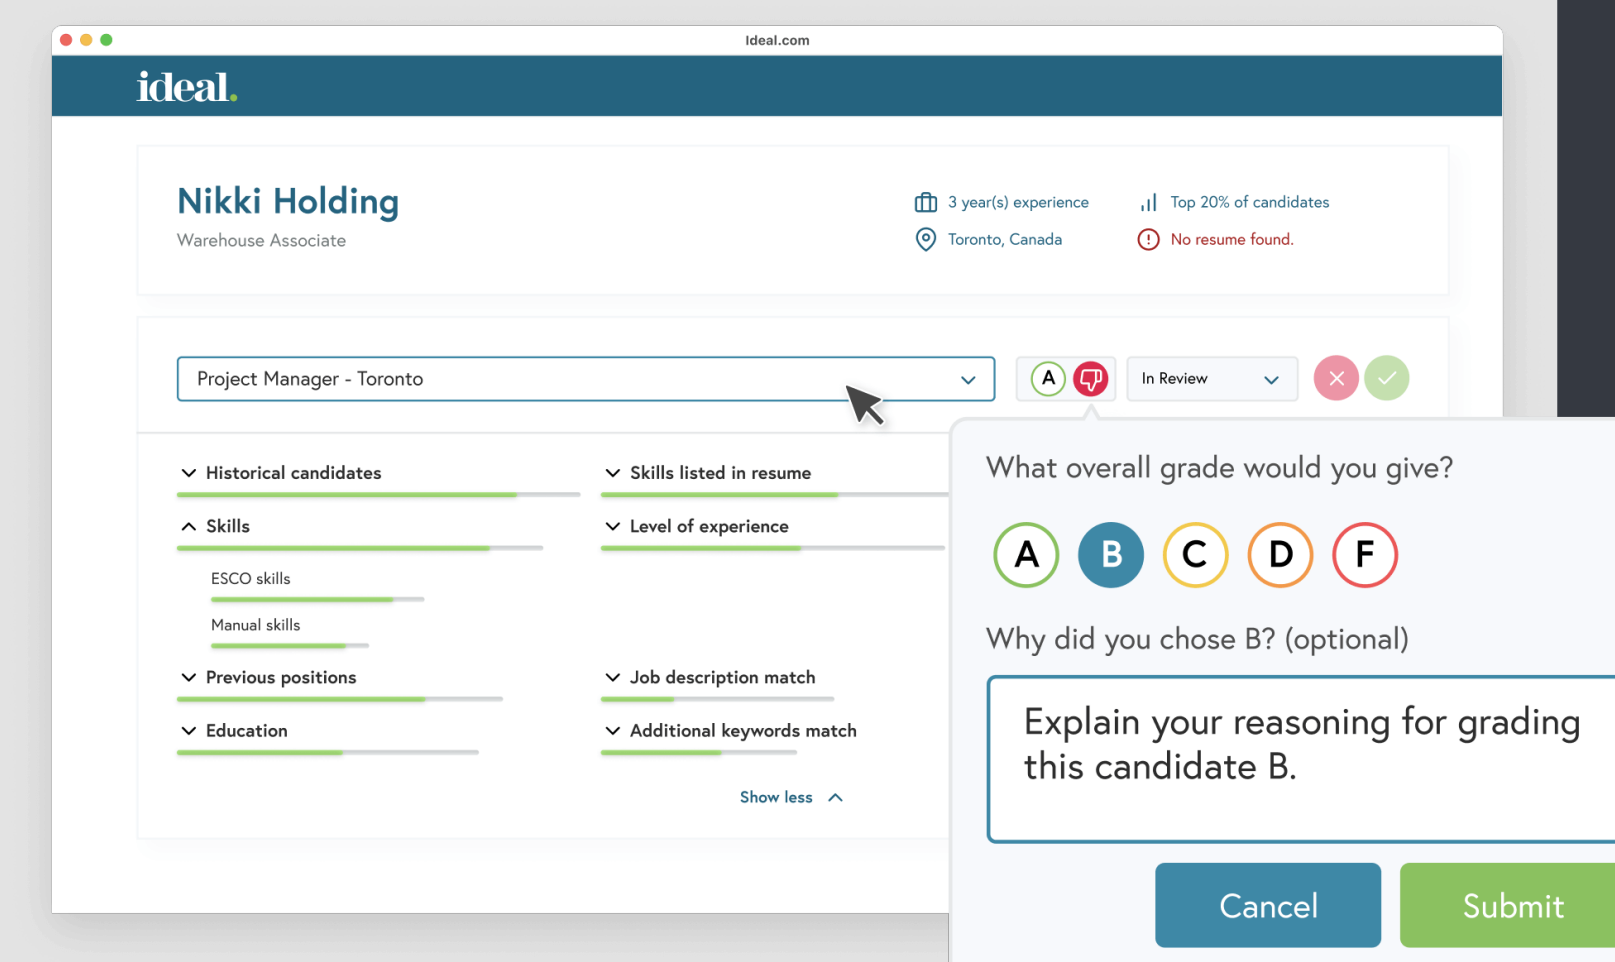 Ideal.com
ideal.
Nikki Holding
Warehouse Associate
3 year(s) experience
Top 20% of candidates
Toronto, Canada
No resume found.
Project Manager - Toronto
A
In Review
Historical candidates
Skills listed in resume
Skills
Level of experience
ESCO skills
Manual skills
Previous positions
Job description match
Education
Additional keywords match
Show less
What overall grade would you give?
A B C D F
Why did you chose B? (optional)
Explain your reasoning for grading
this candidate B.
Cancel
Submit